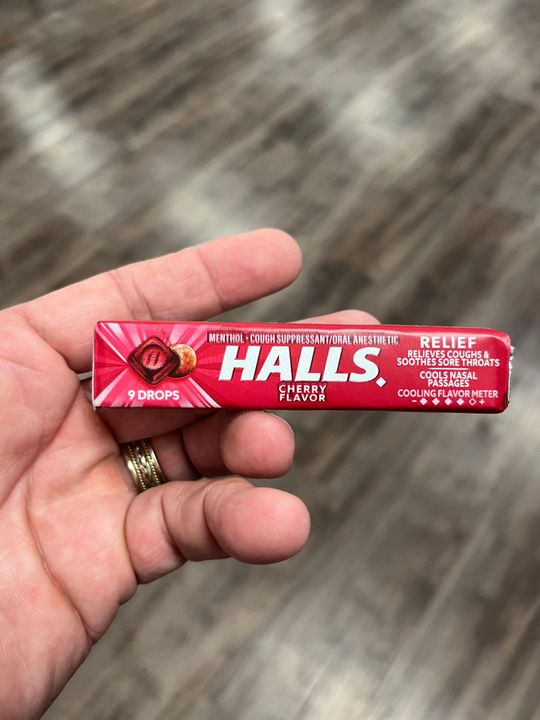 MENTHOL • COUGH SUPPRESSANT/ORAL ANESTHETIC
HALLS.
CHERRY
FLAVOR
9 DROPS
RELIEF
RELIEVES COUGHS &
SOOTHES SORE THROATS
COOLS NASAL
PASSAGES
COOLING FLAVOR METER
- ◆ ◆ ◆ ◆ ◇ +